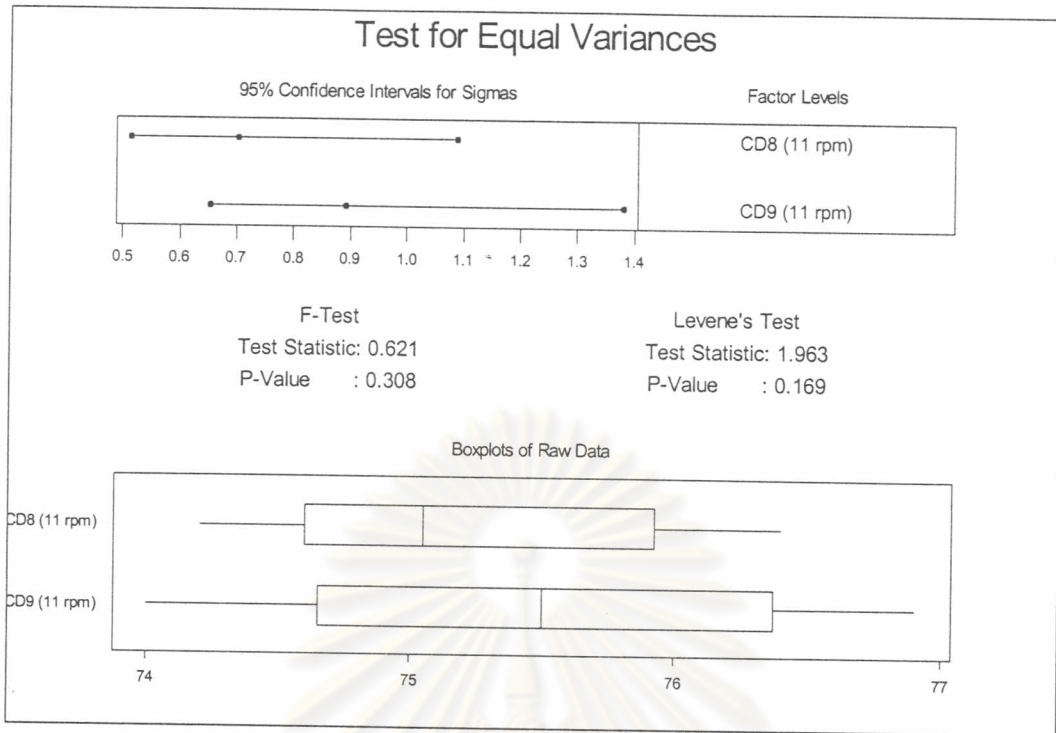 Test for Equal Variances
95% Confidence Intervals for Sigmas
Factor Levels
CD8 (11 rpm)
CD9 (11 rpm)
0.5 0.6 0.7 0.8 0.9 1.0 1.1 1.2 1.3 1.4
F-Test
Test Statistic: 0.621
P-Value : 0.308
Levene's Test
Test Statistic: 1.963
P-Value : 0.169
Boxplots of Raw Data
CD8 (11 rpm)
CD9 (11 rpm)
74 75 76 77